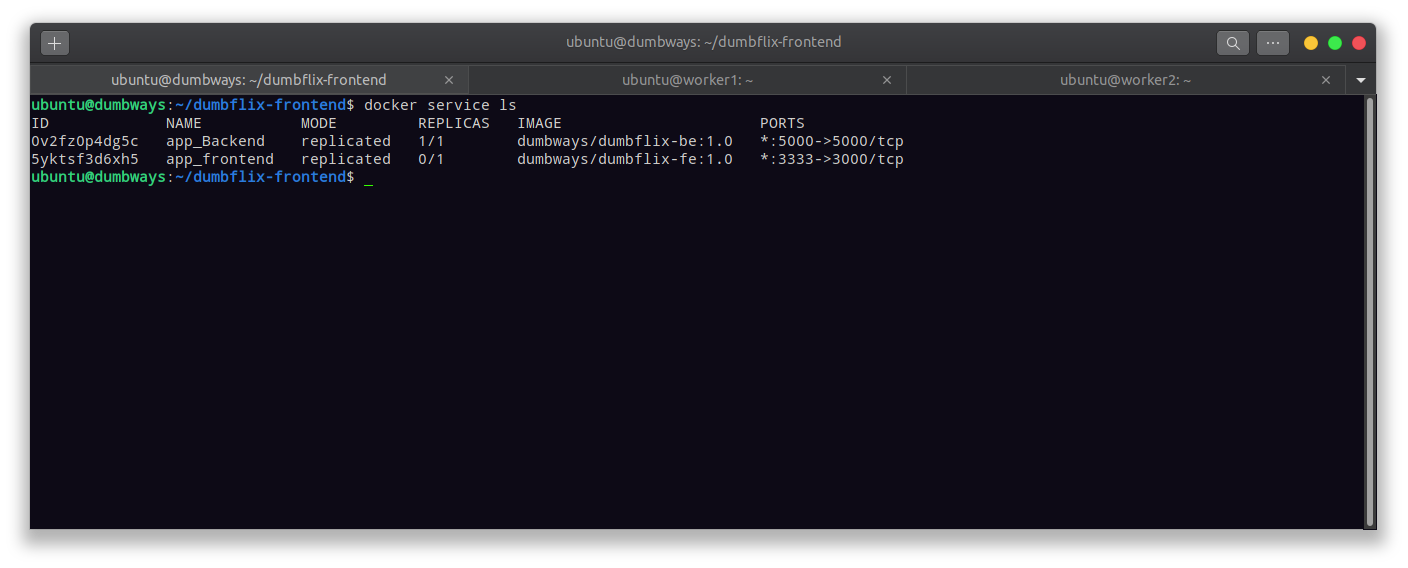 ubuntu@dumbways: ~/dumbflix-frontend
ubuntu@dumbways: ~/dumbflix-frontend × ubuntu@worker1: ~ × ubuntu@worker2: ~ ×
ubuntu@dumbways:~/dumbflix-frontend$ docker service ls
ID             NAME           MODE         REPLICAS   IMAGE                      PORTS
0v2fz0p4dg5c   app_Backend    replicated   1/1        dumbways/dumbflix-be:1.0   *:5000->5000/tcp
5yktsf3d6xh5   app_frontend   replicated   0/1        dumbways/dumbflix-fe:1.0   *:3333->3000/tcp
ubuntu@dumbways:~/dumbflix-frontend$ _